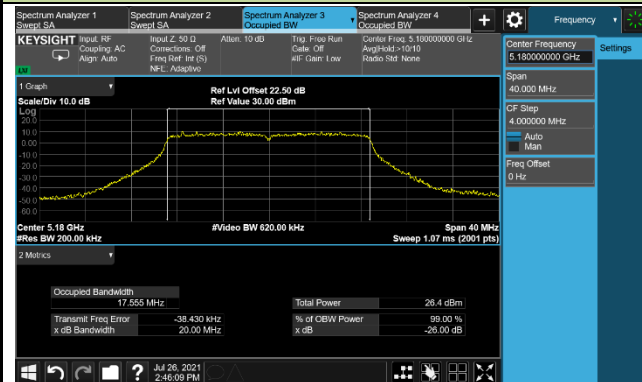 Spectrum Analyzer 1
Swept SA
Spectrum Analyzer 2
Swept SA
Spectrum Analyzer 3
Occupied BW
Spectrum Analyzer 4
Occupied BW
+
Frequency
KEYSIGHT
Input: RF
Coupling: AC
Align: Auto
Input Z: 50 Ω
Corrections: Off
Freq Ref: Int (S)
NFE: Adaptive
Atten: 10 dB
Trig: Free Run
Gate: Off
#IF Gain: Low
Center Freq: 5.180000000 GHz
Avg|Hold:>10/10
Radio Std: None
LXI
Center Frequency
5.180000000 GHz
Settings
Span
40.000 MHz
CF Step
4.000000 MHz
Auto
Man
Freq Offset
0 Hz
1 Graph
Scale/Div 10.0 dB
Ref Lvl Offset 22.50 dB
Ref Value 30.00 dBm
Log
20.0
10.0
0.00
-10.0
-20.0
-30.0
-40.0
-50.0
-60.0
Center 5.18 GHz
#Res BW 200.00 kHz
#Video BW 620.00 kHz
Span 40 MHz
Sweep 1.07 ms (2001 pts)
2 Metrics
Occupied Bandwidth
17.555 MHz
Total Power 26.4 dBm
Transmit Freq Error -38.430 kHz
% of OBW Power 99.00 %
x dB Bandwidth 20.00 MHz
x dB -26.00 dB
?
Jul 26, 2021
2:46:09 PM